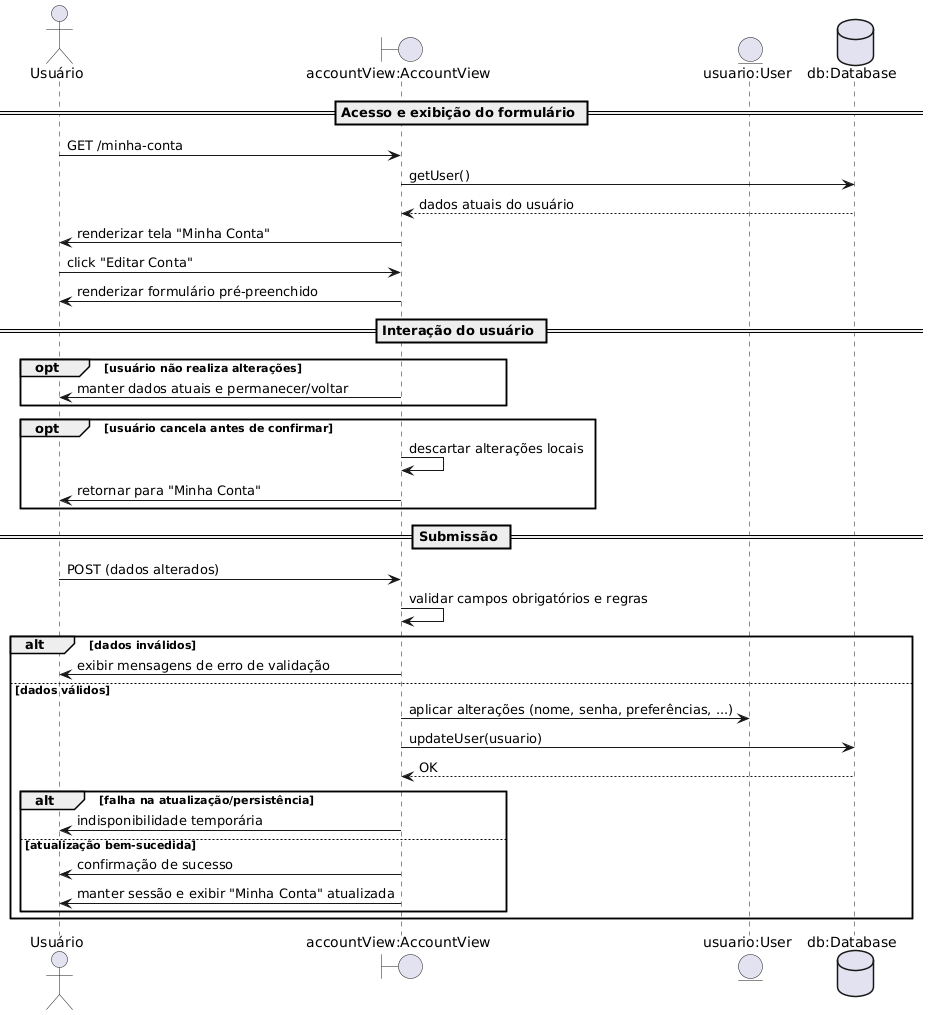 Usuário
accountView:AccountView
usuario:User
db:Database
Acesso e exibição do formulário
GET /minha-conta
getUser()
dados atuais do usuário
renderizar tela "Minha Conta"
click "Editar Conta"
renderizar formulário pré-preenchido
Interação do usuário
opt [usuário não realiza alterações]
manter dados atuais e permanecer/voltar
opt [usuário cancela antes de confirmar]
descartar alterações locais
retornar para "Minha Conta"
Submissão
POST (dados alterados)
validar campos obrigatórios e regras
alt [dados inválidos]
exibir mensagens de erro de validação
[dados válidos]
aplicar alterações (nome, senha, preferências, ...)
updateUser(usuario)
OK
alt [falha na atualização/persistência]
indisponibilidade temporária
[atualização bem-sucedida]
confirmação de sucesso
manter sessão e exibir "Minha Conta" atualizada
Usuário
accountView:AccountView
usuario:User
db:Database